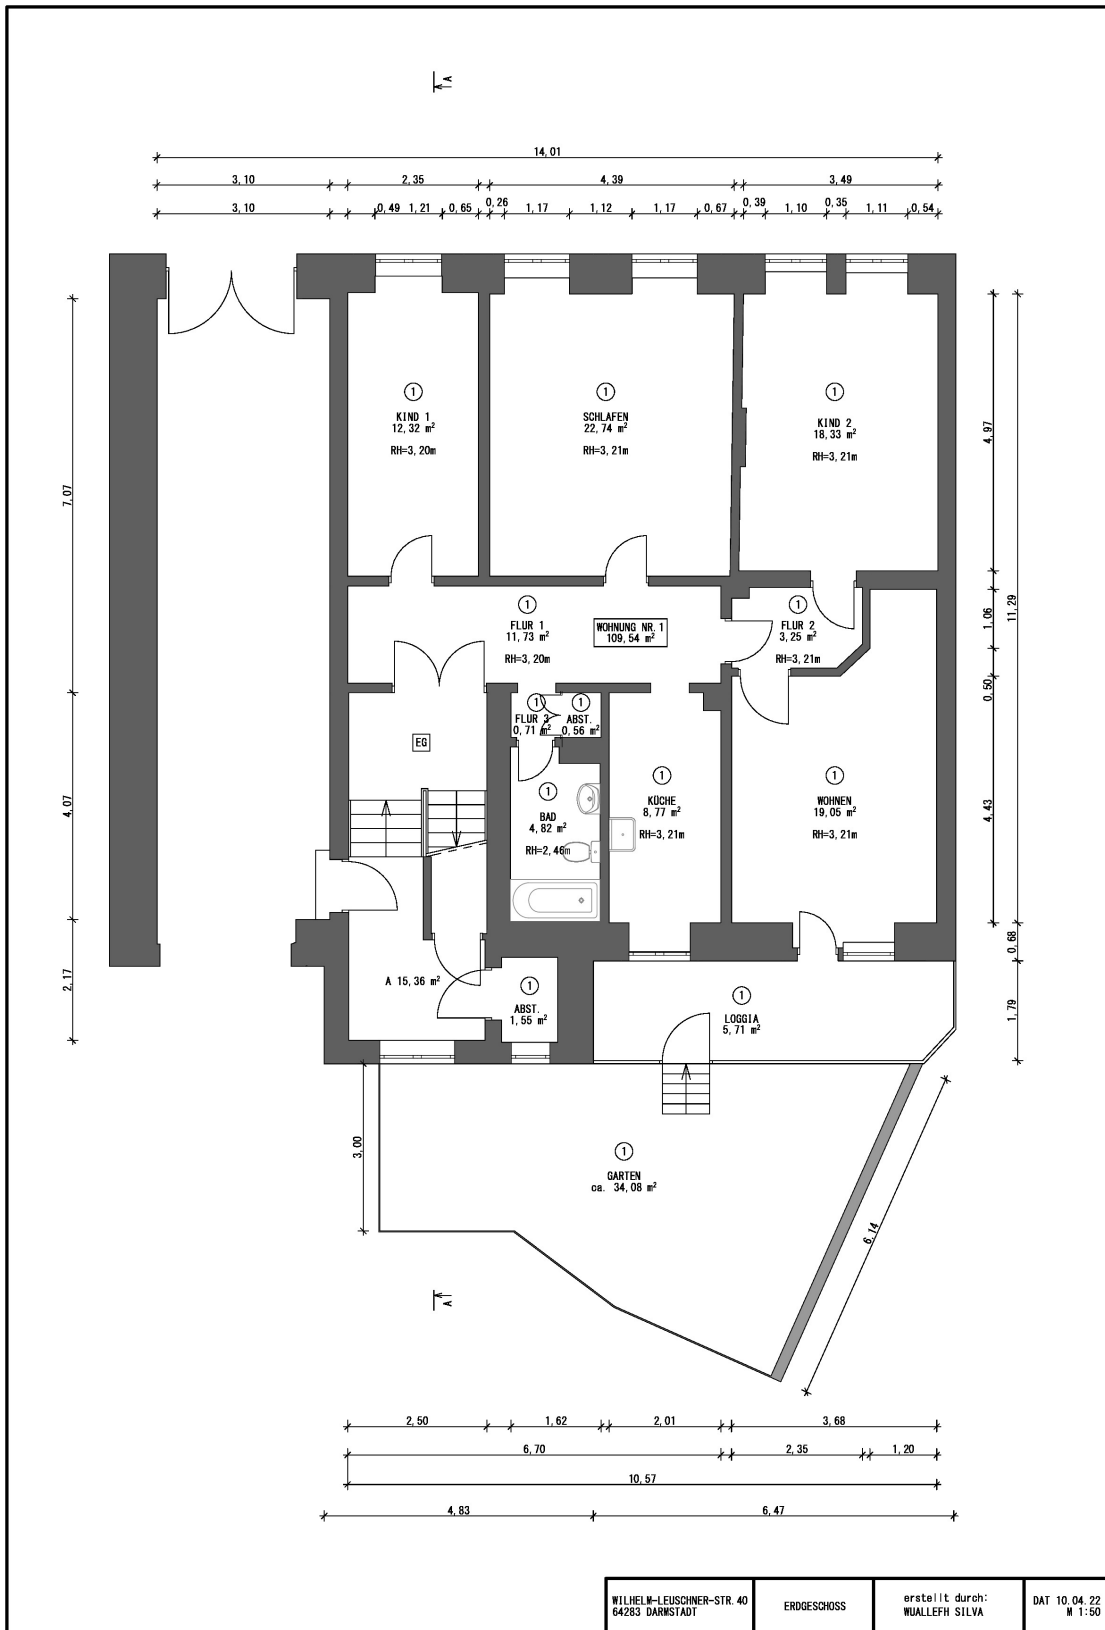 A
14,01
3,10
2,35
4,39
3,49
3,10
0,49
1,21
0,65
0,26
1,17
1,12
1,17
0,67
0,39
1,10
0,35
1,11
0,54
1
KIND 1
12,32 m²
RH=3,20m
1
SCHLAFEN
22,74 m²
RH=3,21m
1
KIND 2
18,33 m²
RH=3,21m
4,97
7,07
11,29
1,06
0,50
1
FLUR 1
11,73 m²
RH=3,20m
WOHNUNG NR.1
109,54 m²
1
FLUR 2
3,25 m²
RH=3,21m
1
FLUR 3
0,71 m²
1
ABST.
0,56 m²
EG
1
BAD
4,82 m²
RH=2,46m
1
KÜCHE
8,77 m²
RH=3,21m
1
WOHNEN
19,05 m²
RH=3,21m
4,07
4,43
0,68
2,17
1,79
A 15,36 m²
1
ABST.
1,55 m²
1
LOGGIA
5,71 m²
3,00
1
GARTEN
ca. 34,08 m²
6,14
A
2,50
1,62
2,01
3,68
6,70
2,35
1,20
10,57
4,83
6,47
WILHELM-LEUSCHNER-STR.40
64283 DARMSTADT
ERDGESCHOSS
erstellt durch:
WUALLEFH SILVA
DAT 10.04.22
M 1:50